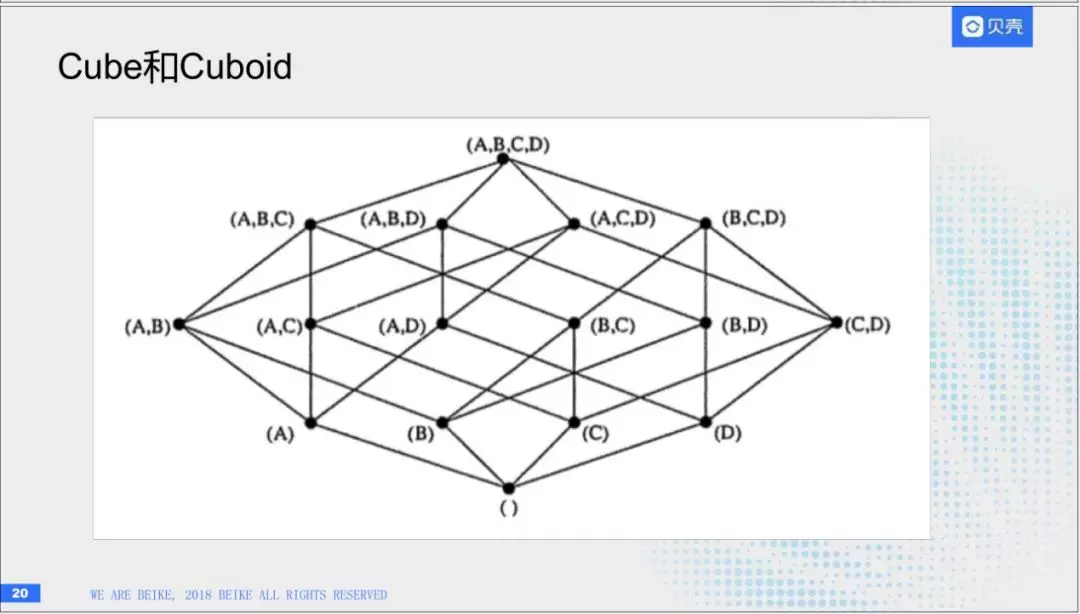 贝壳
Cube和Cuboid
(A,B,C,D)
(A,B,C) (A,B,D) (A,C,D) (B,C,D)
(A,B) (A,C) (A,D) (B,C) (B,D) (C,D)
(A) (B) (C) (D)
( )
20 WE ARE BEIKE, 2018 BEIKE ALL RIGHTS RESERVED